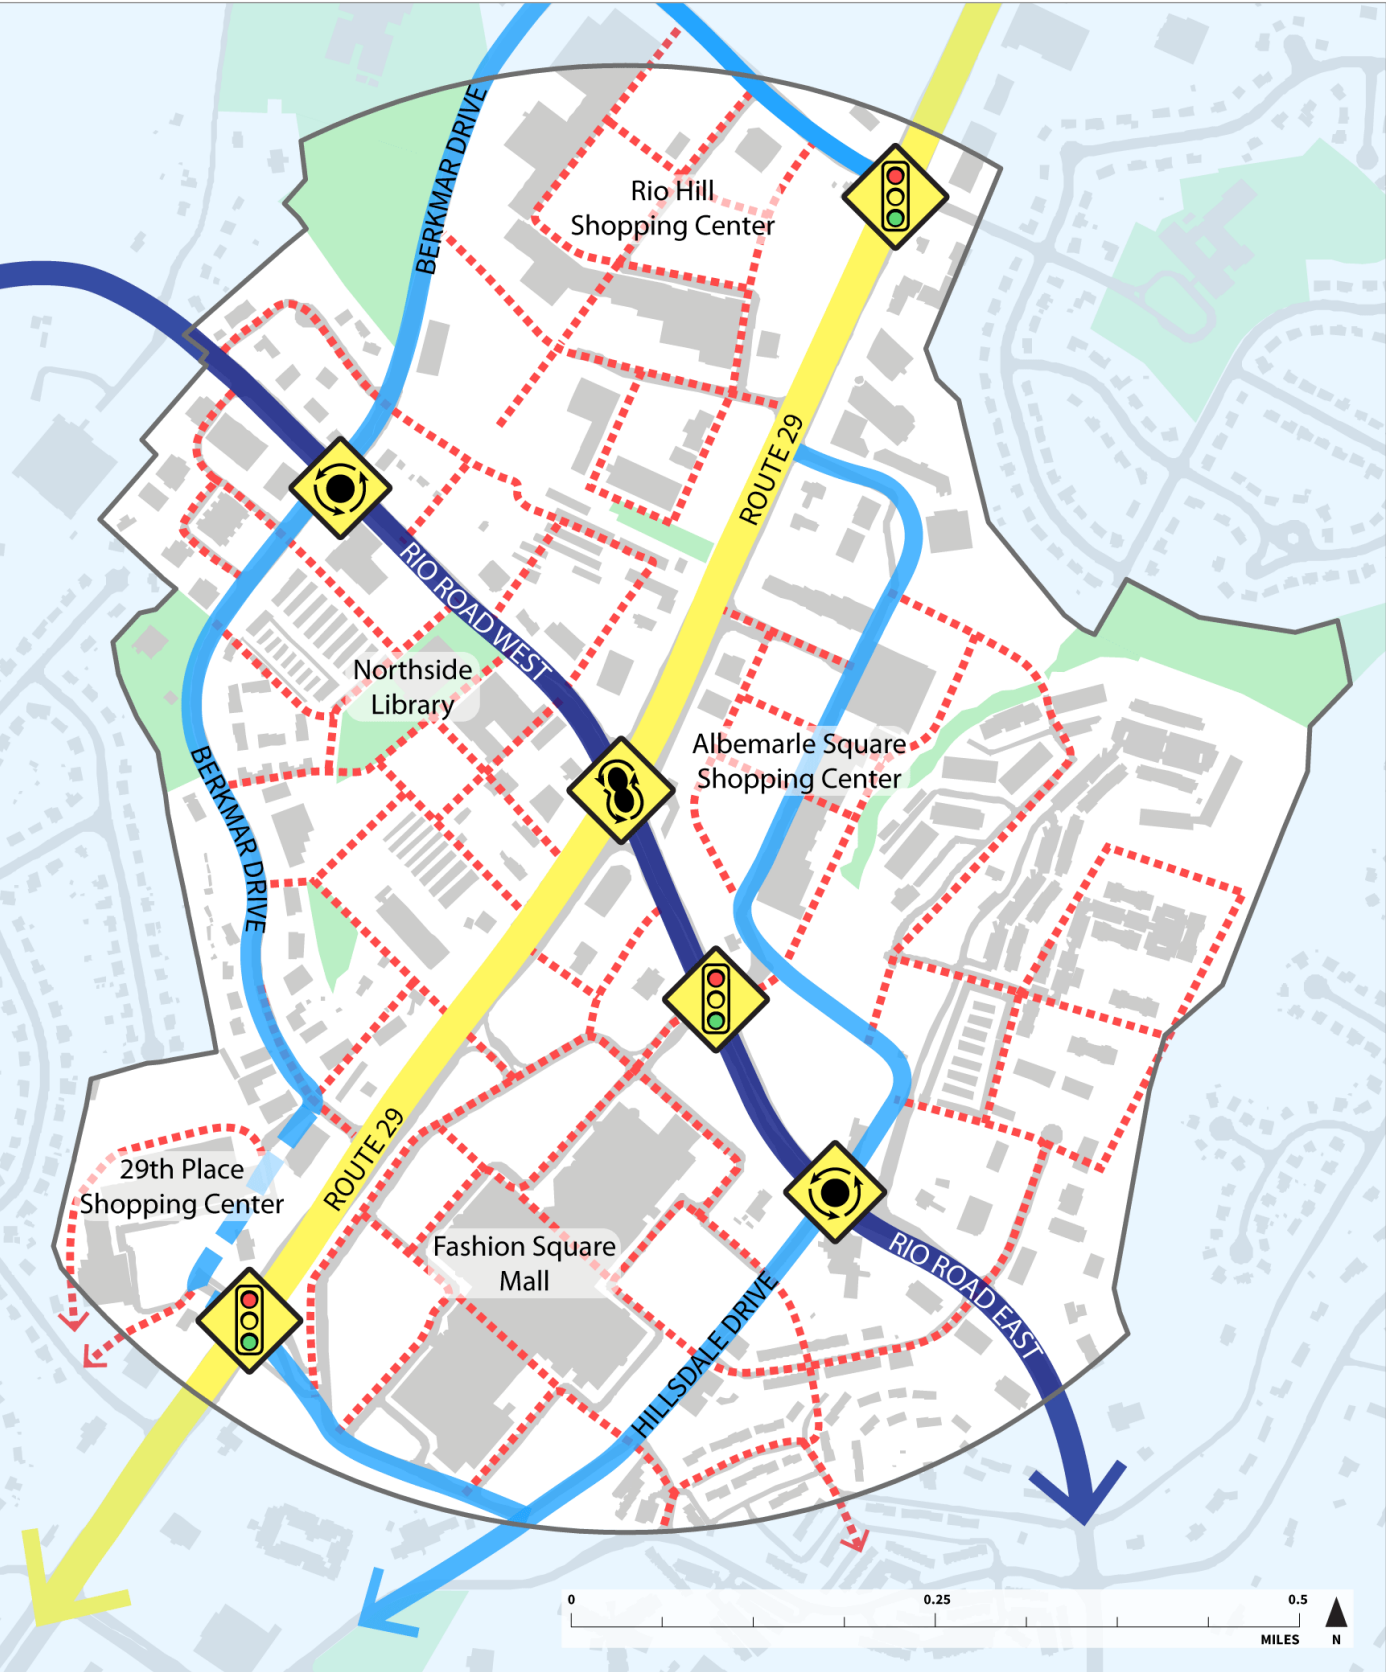 BERKMAR DRIVE
Rio Hill
Shopping Center
ROUTE 29
RIO ROAD WEST
Northside
Library
Albemarle Square
Shopping Center
BERKMAR DRIVE
ROUTE 29
29th Place
Shopping Center
Fashion Square
Mall
HILLSDALE DRIVE
RIO ROAD EAST
0 0.25 0.5
MILES N